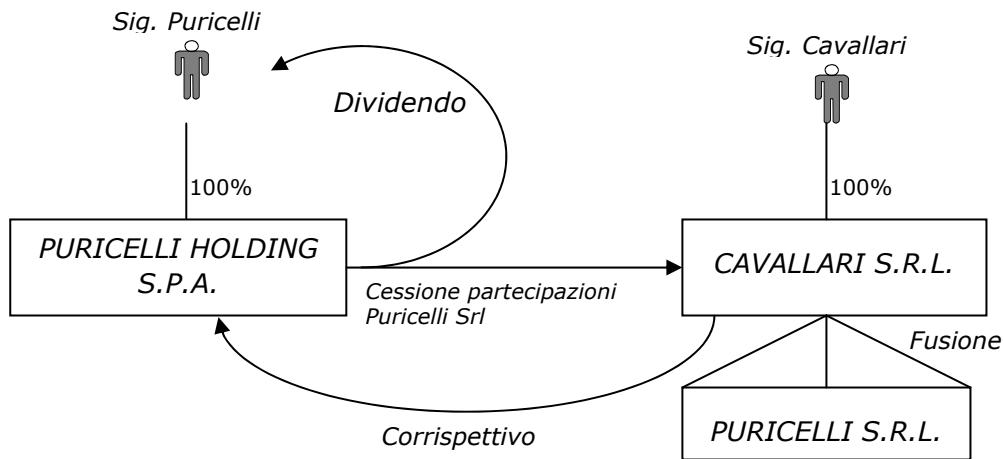 Sig. Puricelli
Sig. Cavallari
Dividendo
100%
100%
PURICELLI HOLDING
S.P.A.
CAVALLARI S.R.L.
Cessione partecipazioni
Puricelli Srl
Fusione
Corrispettivo
PURICELLI S.R.L.